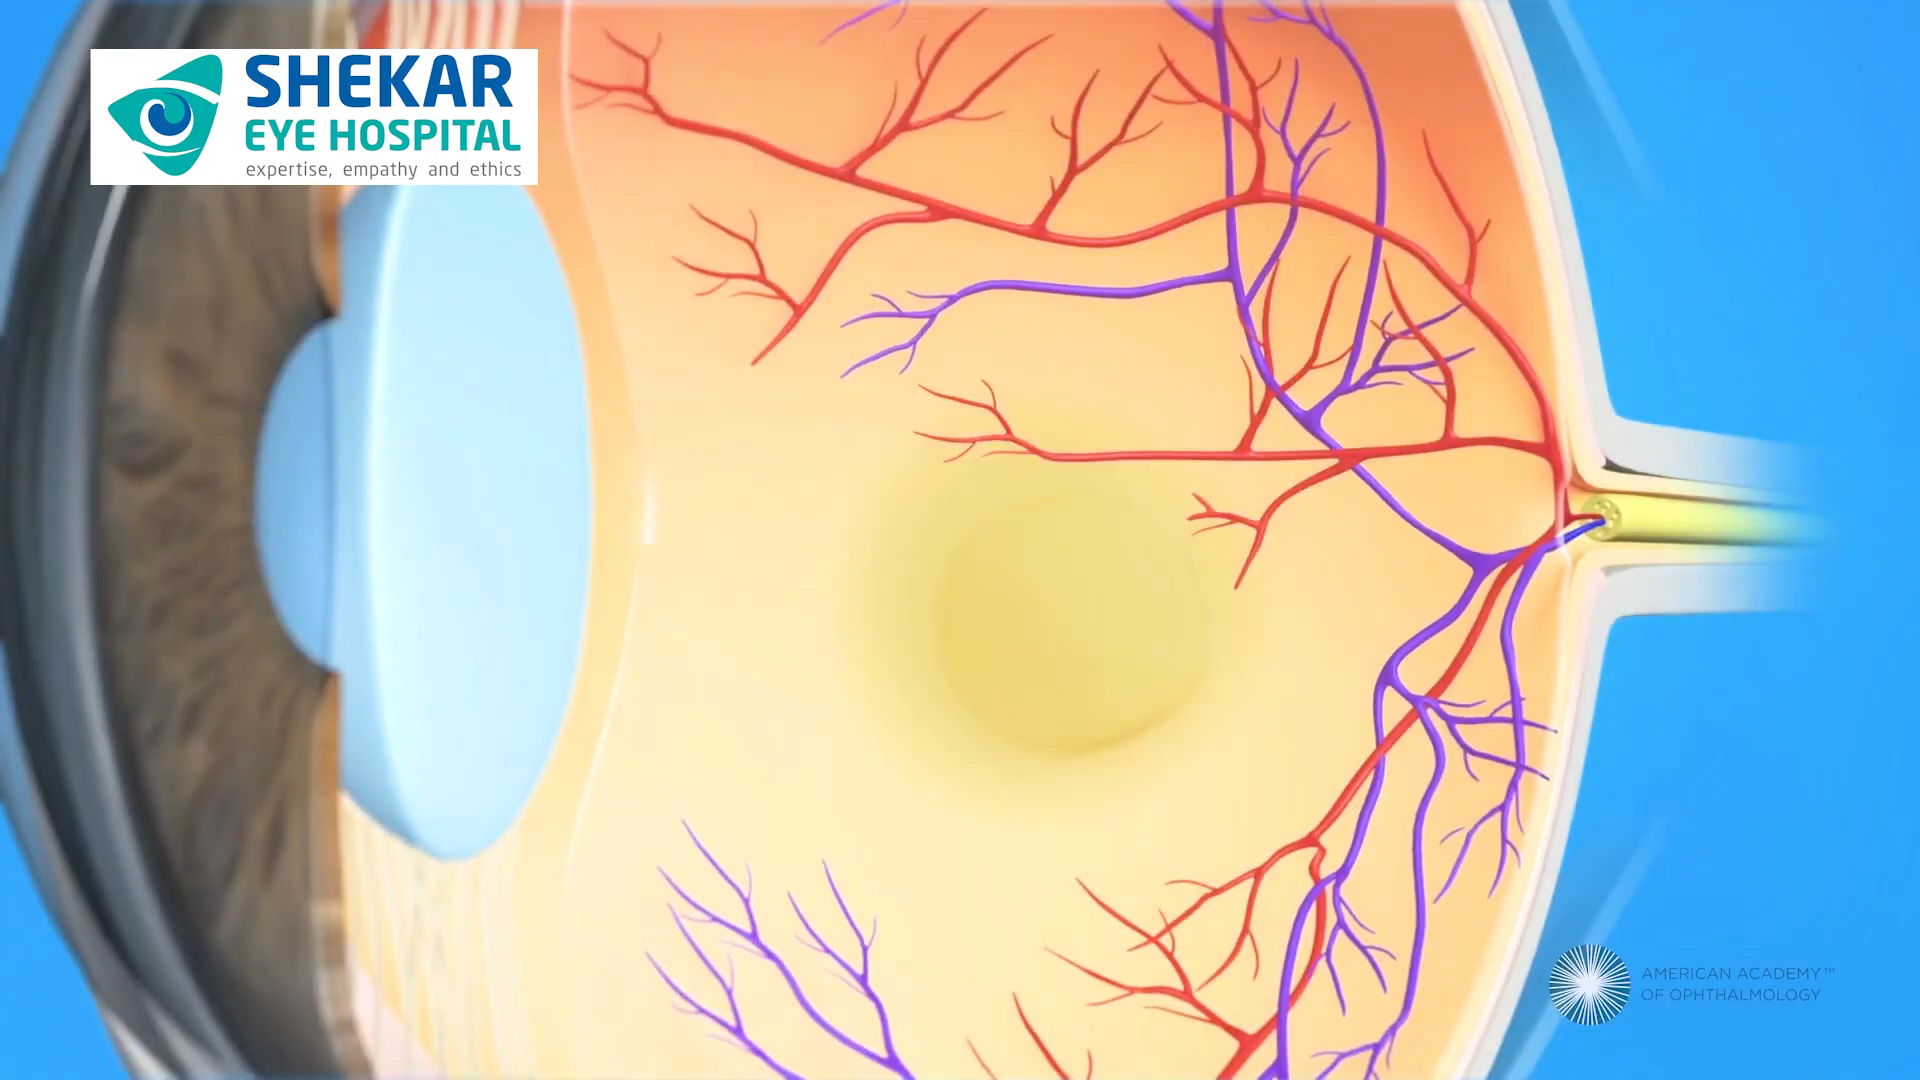 SHEKAR
EYE HOSPITAL
expertise, empathy and ethics
AMERICAN ACADEMY™
OF OPHTHALMOLOGY